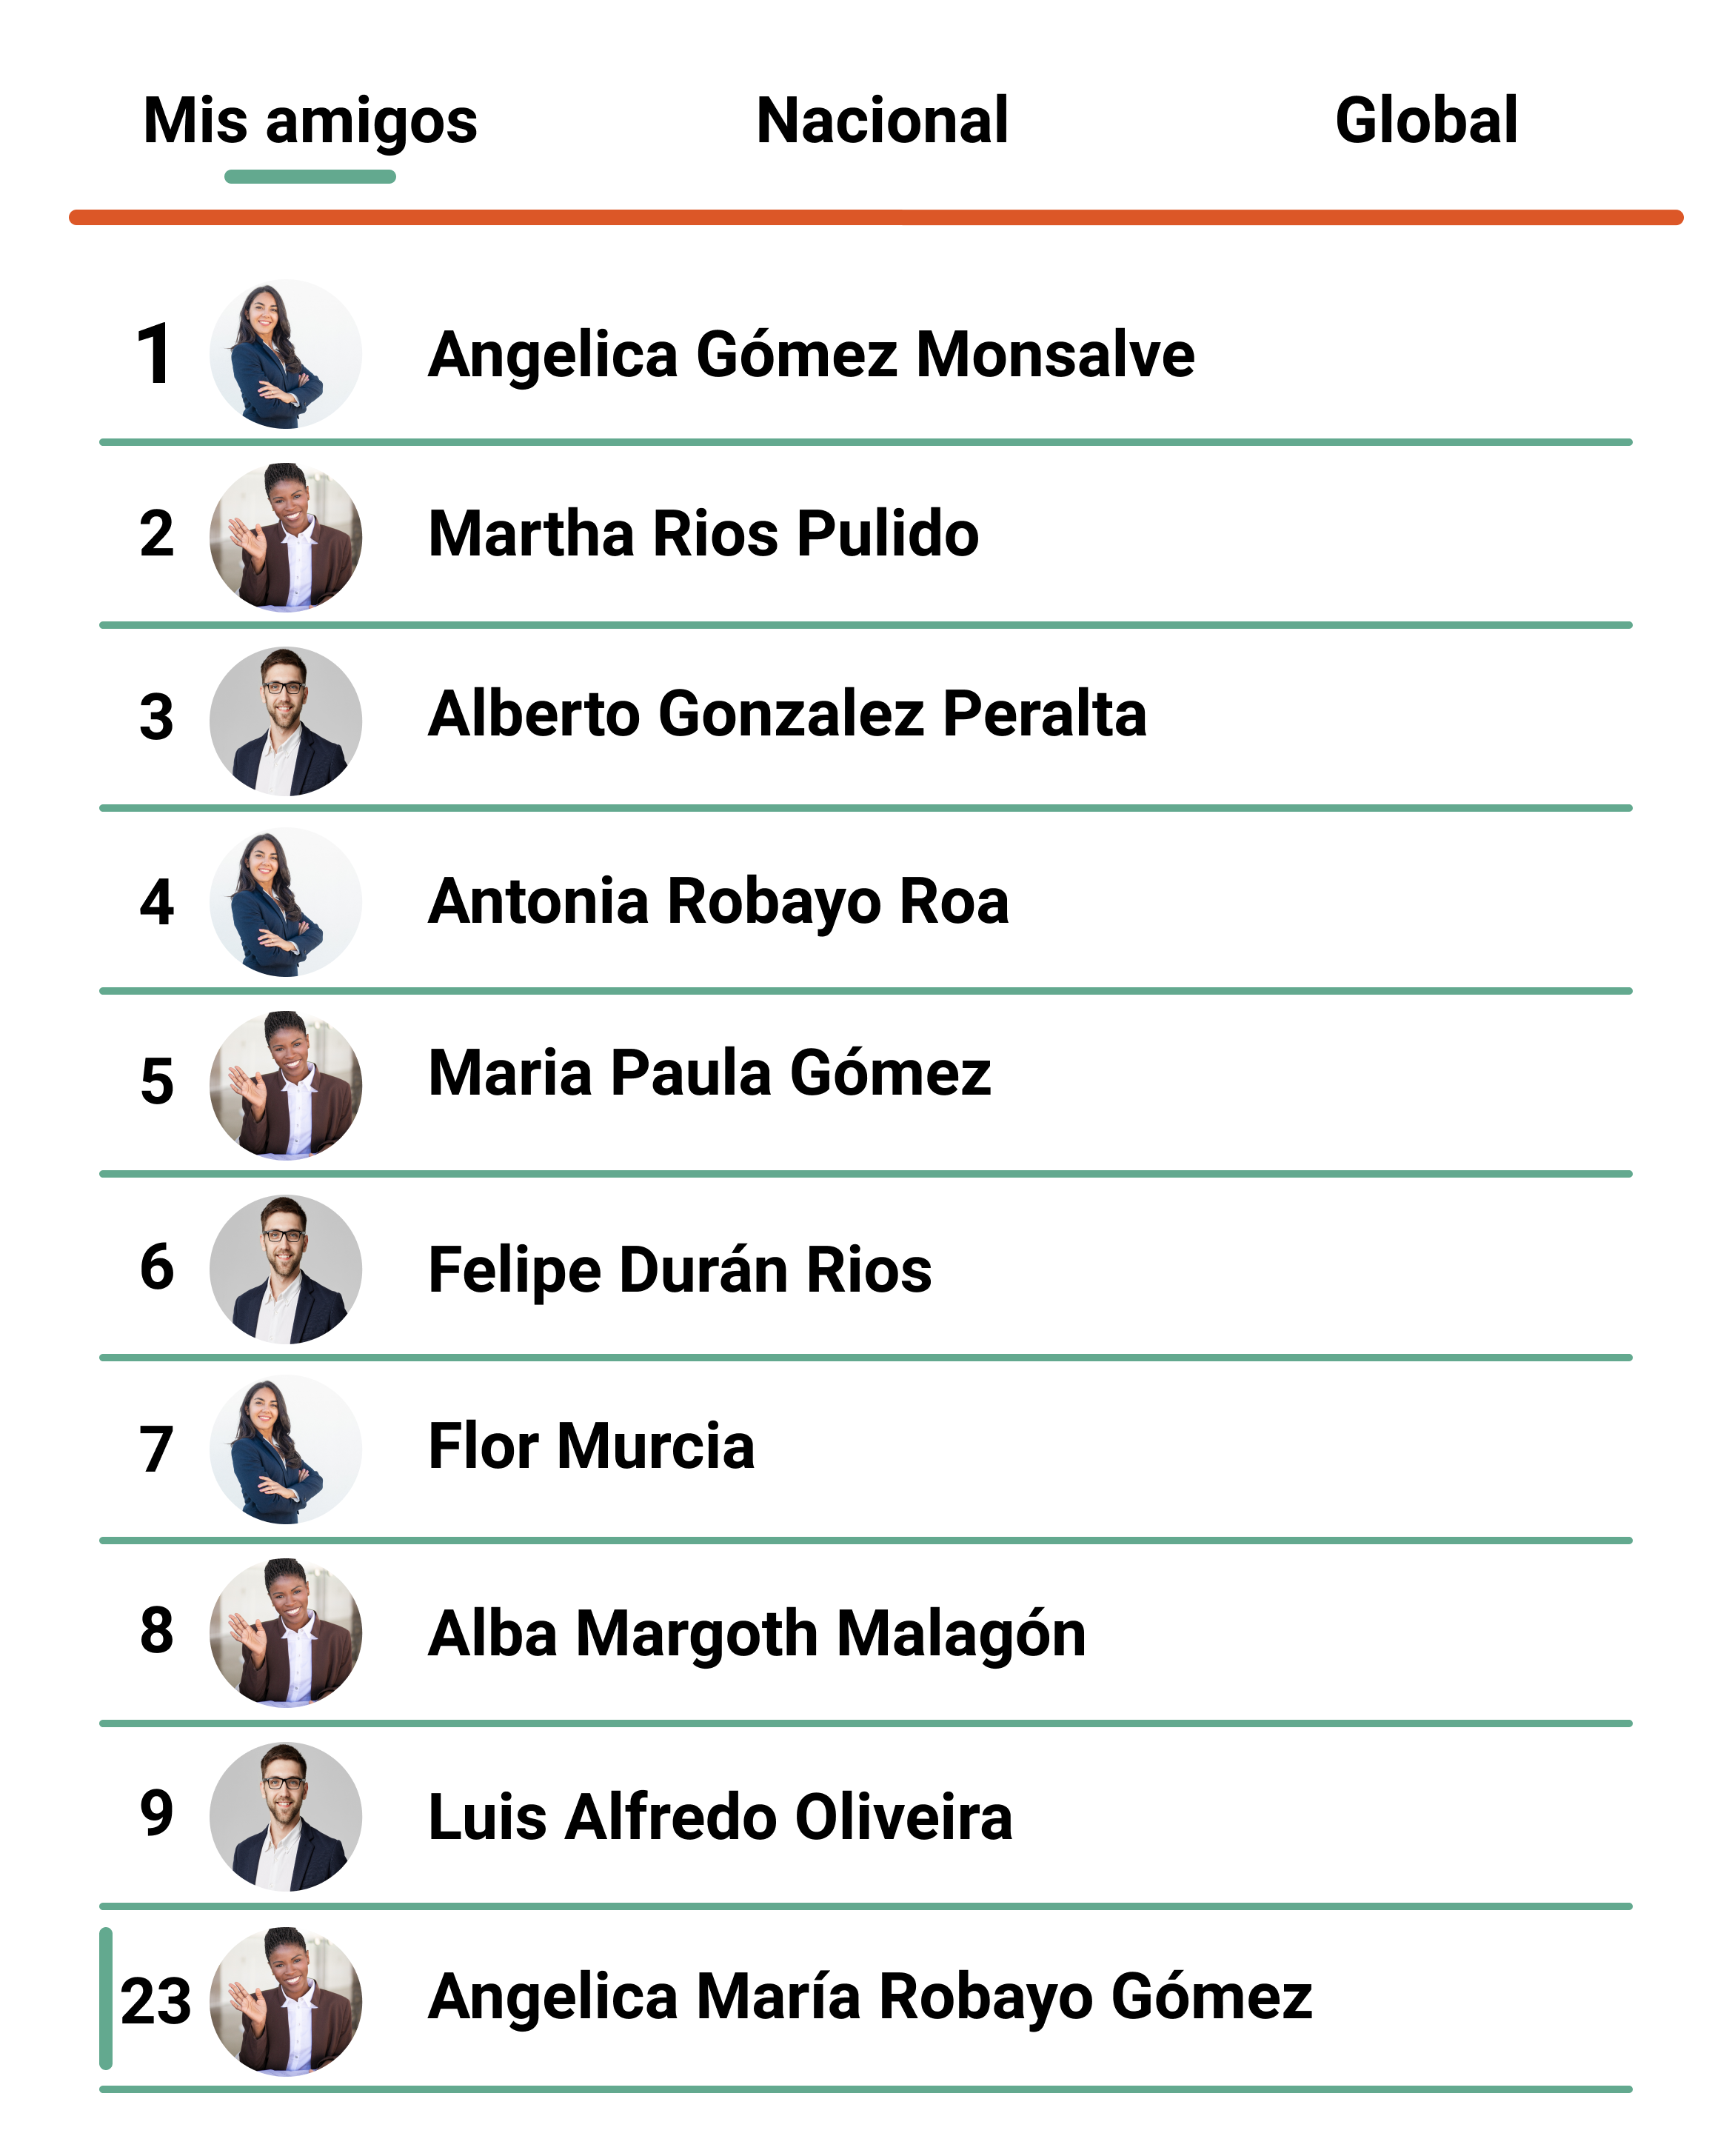 Mis amigos Nacional Global
1 Angelica Gómez Monsalve
2 Martha Rios Pulido
3 Alberto Gonzalez Peralta
4 Antonia Robayo Roa
5 Maria Paula Gómez
6 Felipe Durán Rios
7 Flor Murcia
8 Alba Margoth Malagón
9 Luis Alfredo Oliveira
23 Angelica María Robayo Gómez